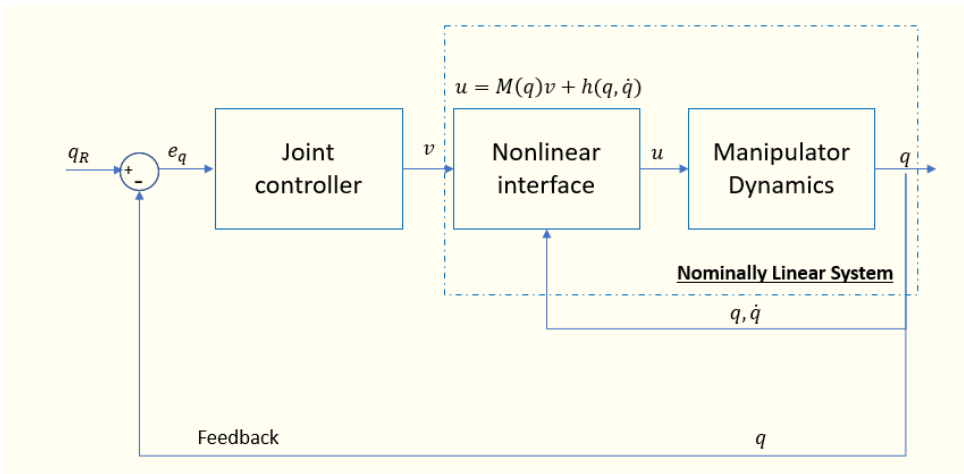 u = M(q)v + h(q, q̇)
q_R
+
-
e_q
Joint
controller
v
Nonlinear
interface
u
Manipulator
Dynamics
q
Nominally Linear System
q, q̇
Feedback
q